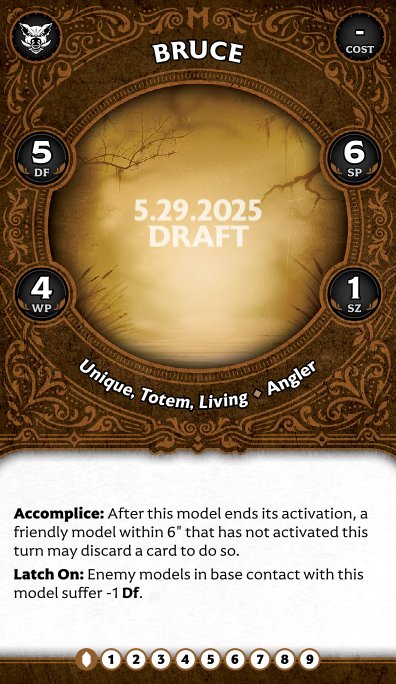 BRUCE
-
COST
5
DF
6
SP
5.29.2025
DRAFT
4
WP
1
SZ
Unique, Totem, Living ◆ Angler
Accomplice: After this model ends its activation, a
friendly model within 6" that has not activated this
turn may discard a card to do so.
Latch On: Enemy models in base contact with this
model suffer -1 Df.
1 2 3 4 5 6 7 8 9